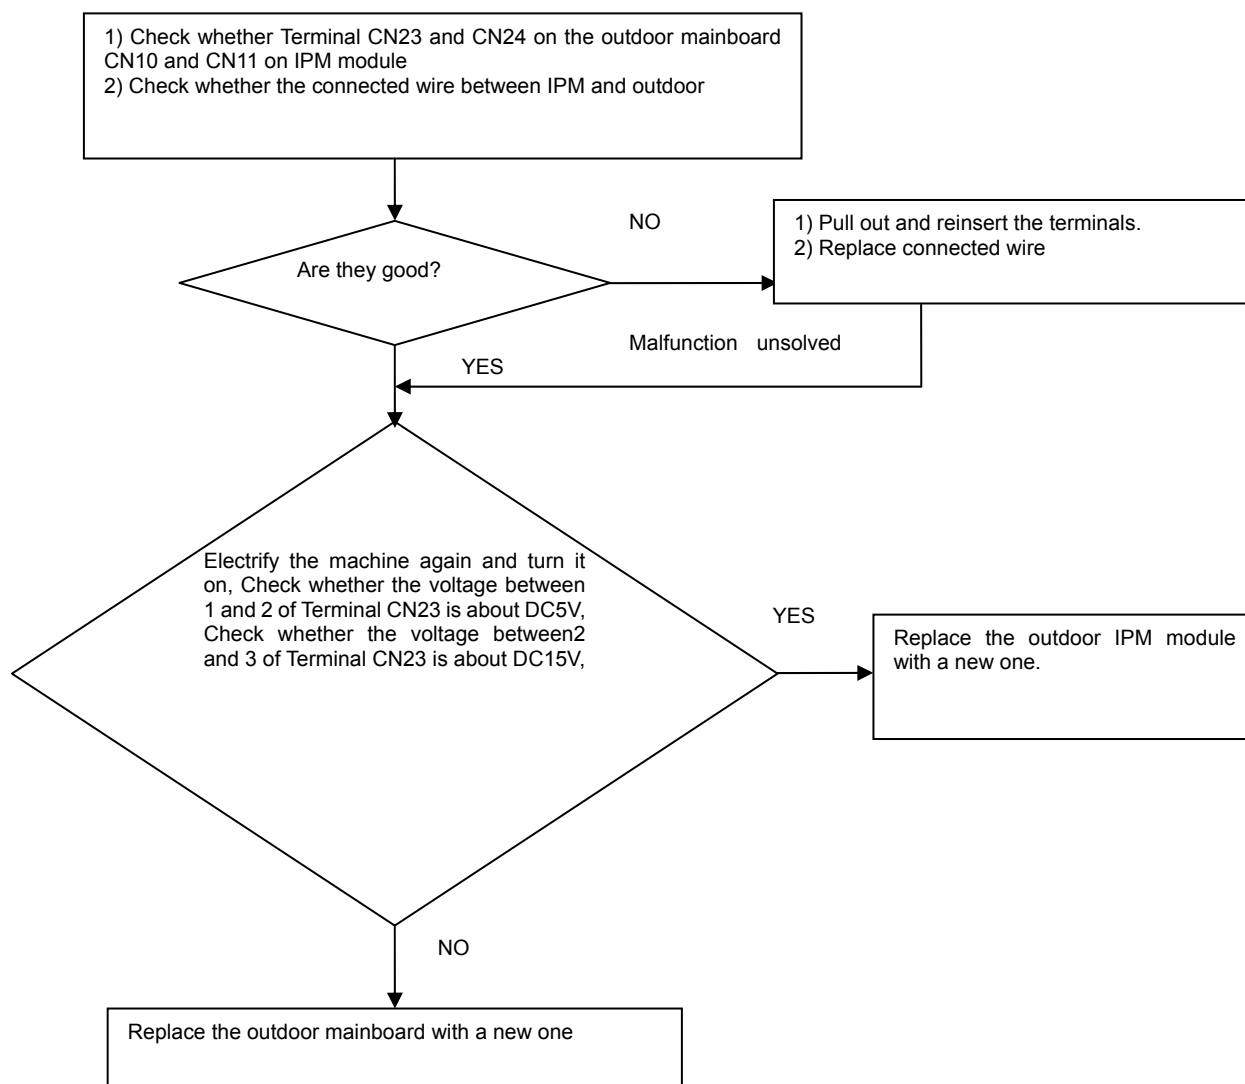 1) Check whether Terminal CN23 and CN24 on the outdoor mainboard
CN10 and CN11 on IPM module
2) Check whether the connected wire between IPM and outdoor
NO
1) Pull out and reinsert the terminals.
2) Replace connected wire
Are they good?
Malfunction unsolved
YES
Electrify the machine again and turn it
on, Check whether the voltage between
1 and 2 of Terminal CN23 is about DC5V,
Check whether the voltage between2
and 3 of Terminal CN23 is about DC15V,
YES
Replace the outdoor IPM module
with a new one.
NO
Replace the outdoor mainboard with a new one